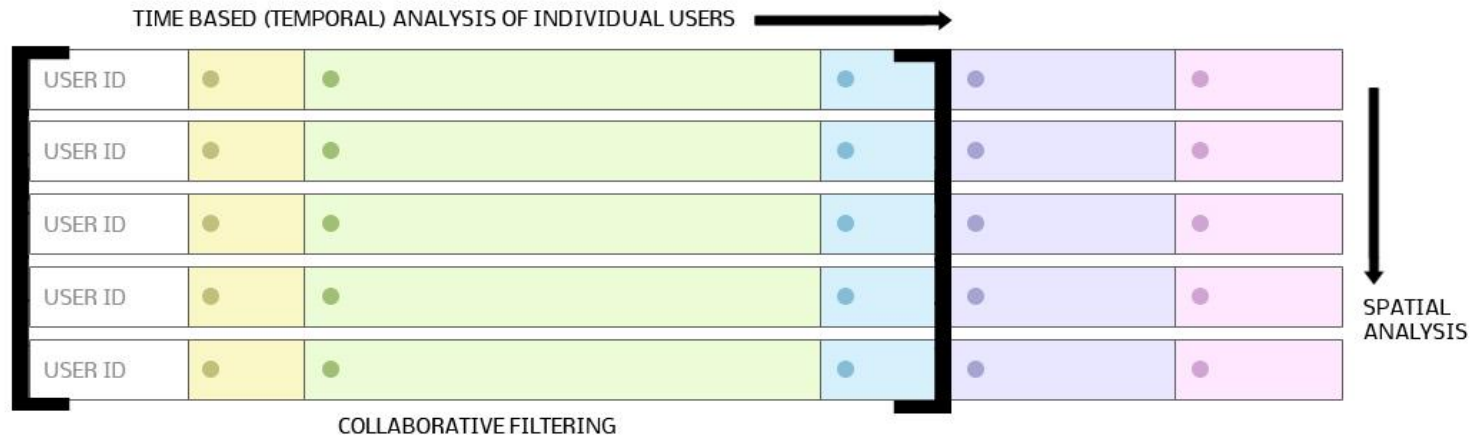 TIME BASED (TEMPORAL) ANALYSIS OF INDIVIDUAL USERS
USER ID
USER ID
USER ID
USER ID
USER ID
SPATIAL
ANALYSIS
COLLABORATIVE FILTERING